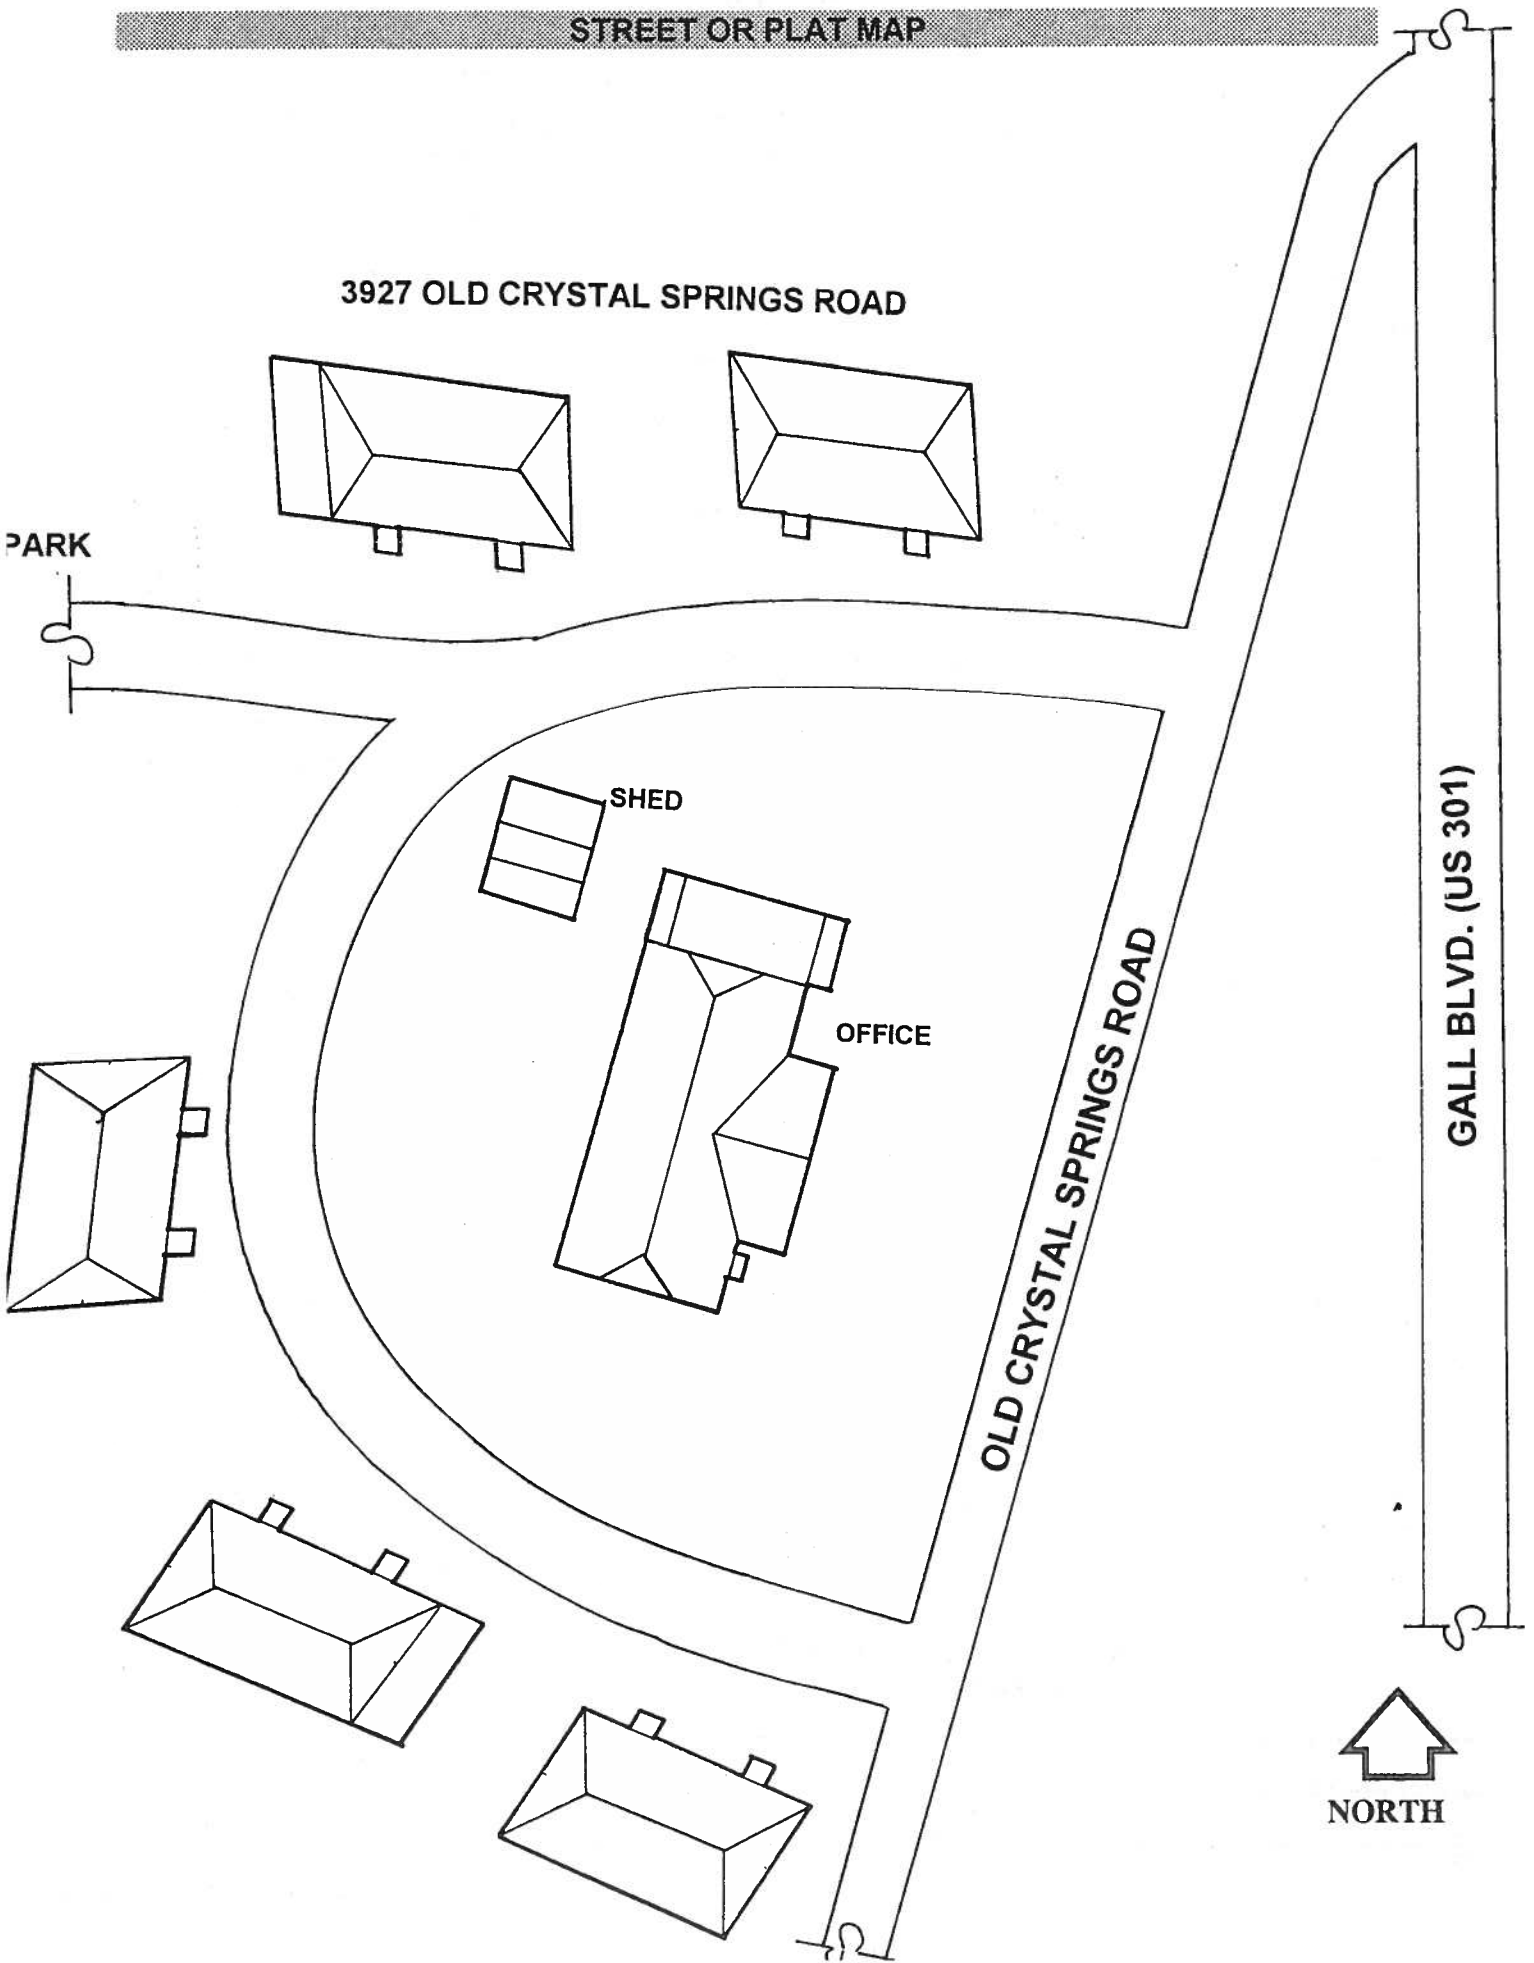 STREET OR PLAT MAP
3927 OLD CRYSTAL SPRINGS ROAD
PARK
SHED
OFFICE
OLD CRYSTAL SPRINGS ROAD
GALL BLVD. (US 301)
NORTH